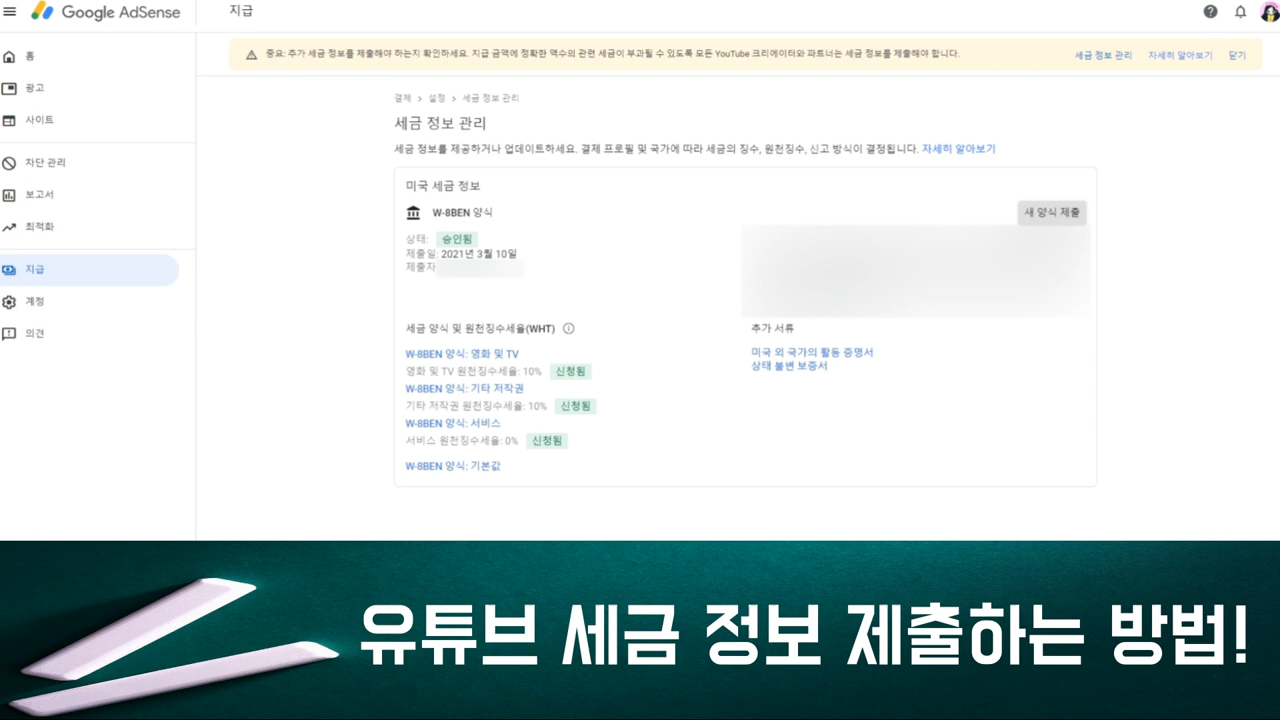 Google AdSense
지급
중요: 추가 세금 정보를 제출해야 하는지 확인하세요. 지급 금액에 정확한 액수의 관련 세금이 부과될 수 있도록 모든 YouTube 크리에이터와 파트너는 세금 정보를 제출해야 합니다.
세금 정보 관리 자세히 알아보기 닫기
홈
광고
사이트
차단 관리
보고서
최적화
지급
계정
의견
결제 > 설정 > 세금 정보 관리
세금 정보 관리
세금 정보를 제공하거나 업데이트하세요. 결제 프로필 및 국가에 따라 세금의 징수, 원천징수, 신고 방식이 결정됩니다. 자세히 알아보기
미국 세금 정보
W-8BEN 양식
새 양식 제출
상태: 승인됨
제출일: 2021년 3월 10일
제출자
세금 양식 및 원천징수세율(WHT)
W-8BEN 양식: 영화 및 TV
영화 및 TV 원천징수세율: 10% 신청됨
W-8BEN 양식: 기타 저작권
기타 저작권 원천징수세율: 10% 신청됨
W-8BEN 양식: 서비스
서비스 원천징수세율: 0% 신청됨
W-8BEN 양식: 기본값
추가 서류
미국 외 국가의 활동 증명서
상태 불변 보증서
유튜브 세금 정보 제출하는 방법!